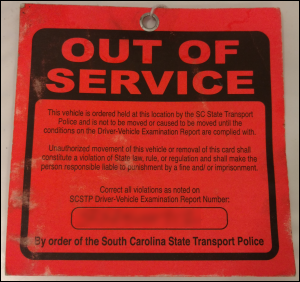 OUT OF
SERVICE
This vehicle is ordered held at this location by the SC State Transport
Police and is not to be moved or caused to be moved until the
conditions on the Driver-Vehicle Examination Report are complied with.
Unauthorized movement of this vehicle or removal of this card shall
constitute a violation of State law, rule, or regulation and shall make the
person responsible liable to punishment by a fine and/ or imprisonment.
Correct all violations as noted on
SCSTP Driver-Vehicle Examination Report Number:
By order of the South Carolina State Transport Police